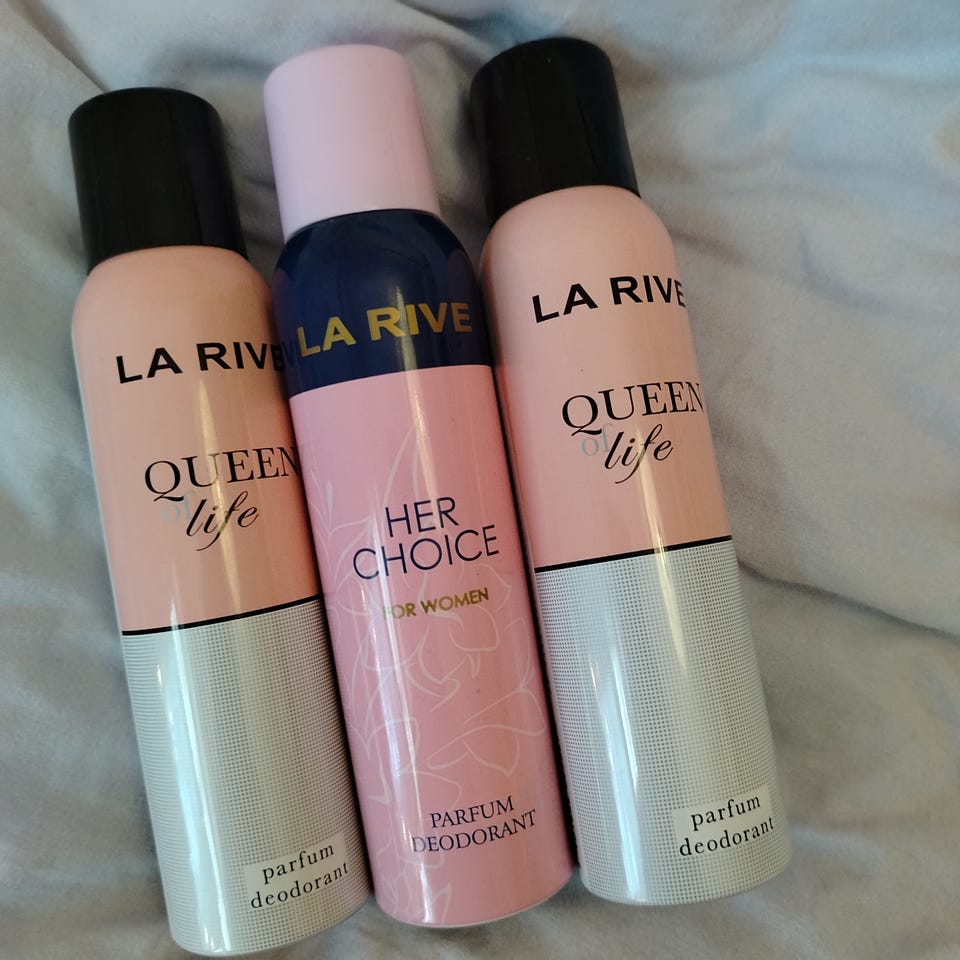 LA RIVE
QUEEN
of life
parfum
deodorant
LA RIVE
HER
CHOICE
FOR WOMEN
PARFUM
DEODORANT
LA RIVE
QUEEN
of life
parfum
deodorant